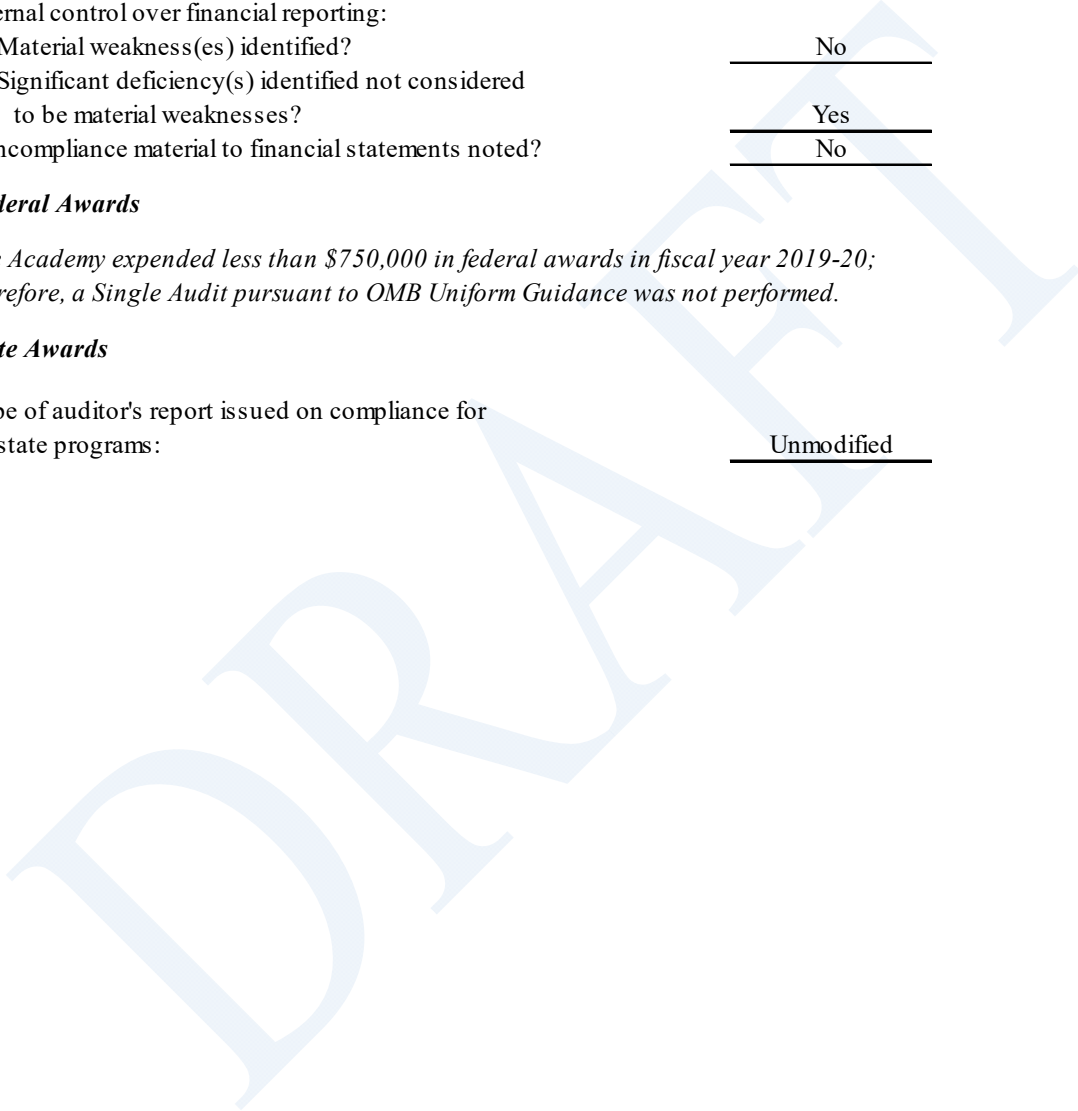 ernal control over financial reporting:
Material weakness(es) identified? No
Significant deficiency(s) identified not considered
to be material weaknesses? Yes
ncompliance material to financial statements noted? No
deral Awards
Academy expended less than $750,000 in federal awards in fiscal year 2019-20;
refore, a Single Audit pursuant to OMB Uniform Guidance was not performed.
te Awards
pe of auditor's report issued on compliance for
state programs: Unmodified
DRAFT